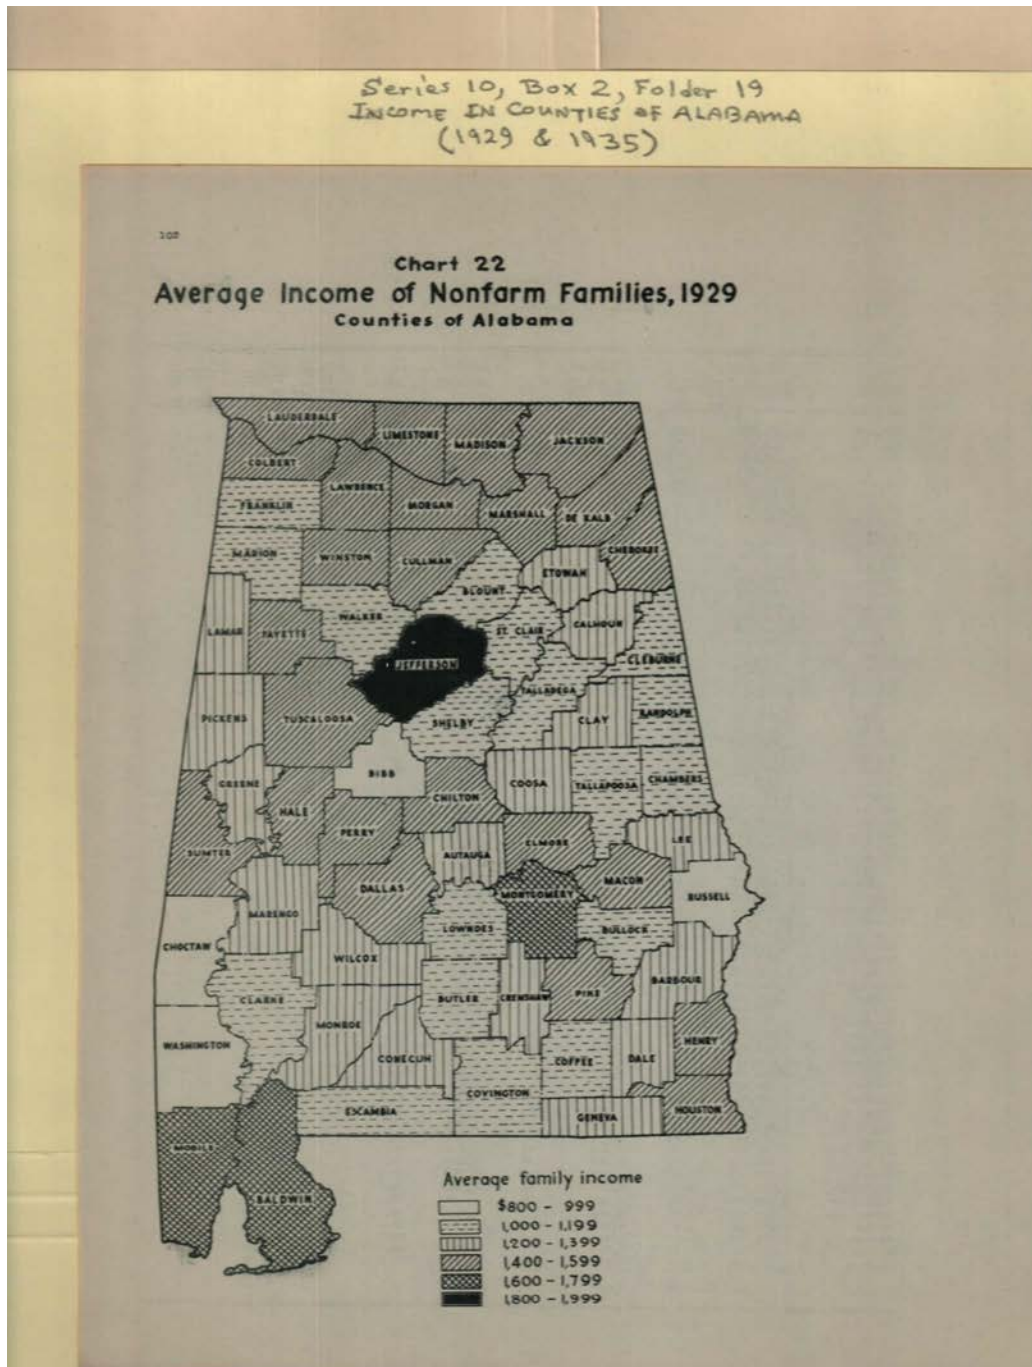 Series 10, Box 2, Folder 19
INCOME IN COUNTIES OF ALABAMA
(1929 & 1935)
102
Chart 22
Average Income of Nonfarm Families, 1929
Counties of Alabama
LAUDERDALE
LIMESTONE
MADISON
JACKSON
COLBERT
LAWRENCE
FRANKLIN
MORGAN
MARSHALL
DE KALB
MARION
WINSTON
CULLMAN
CHEROKEE
ETOWAH
BLOUNT
WALKER
LAMAR
FAYETTE
ST. CLAIR
CALHOUN
JEFFERSON
CLEBURNE
TALLADEGA
PICKENS
TUSCALOOSA
SHELBY
CLAY
RANDOLPH
BIBB
GREENE
COOSA
TALLAPOOSA
CHAMBERS
HALE
CHILTON
PERRY
ELMORE
LEE
SUMTER
AUTAUGA
DALLAS
MACON
MONTGOMERY
RUSSELL
MARENGO
LOWNDES
BULLOCK
CHOCTAW
WILCOX
BARBOUR
CLARKE
BUTLER
CRENSHAW
PIKE
MONROE
WASHINGTON
CONECUH
COFFEE
DALE
HENRY
COVINGTON
ESCAMBIA
GENEVA
HOUSTON
MOBILE
BALDWIN
Average family income
$800 - 999
1,000 - 1,199
1,200 - 1,399
1,400 - 1,599
1,600 - 1,799
1,800 - 1,999